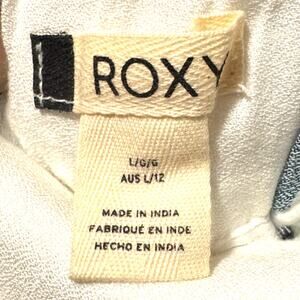 ROXY
L/G/G
AUS L/12
MADE IN INDIA
FABRIQUÉ EN INDE
HECHO EN INDIA